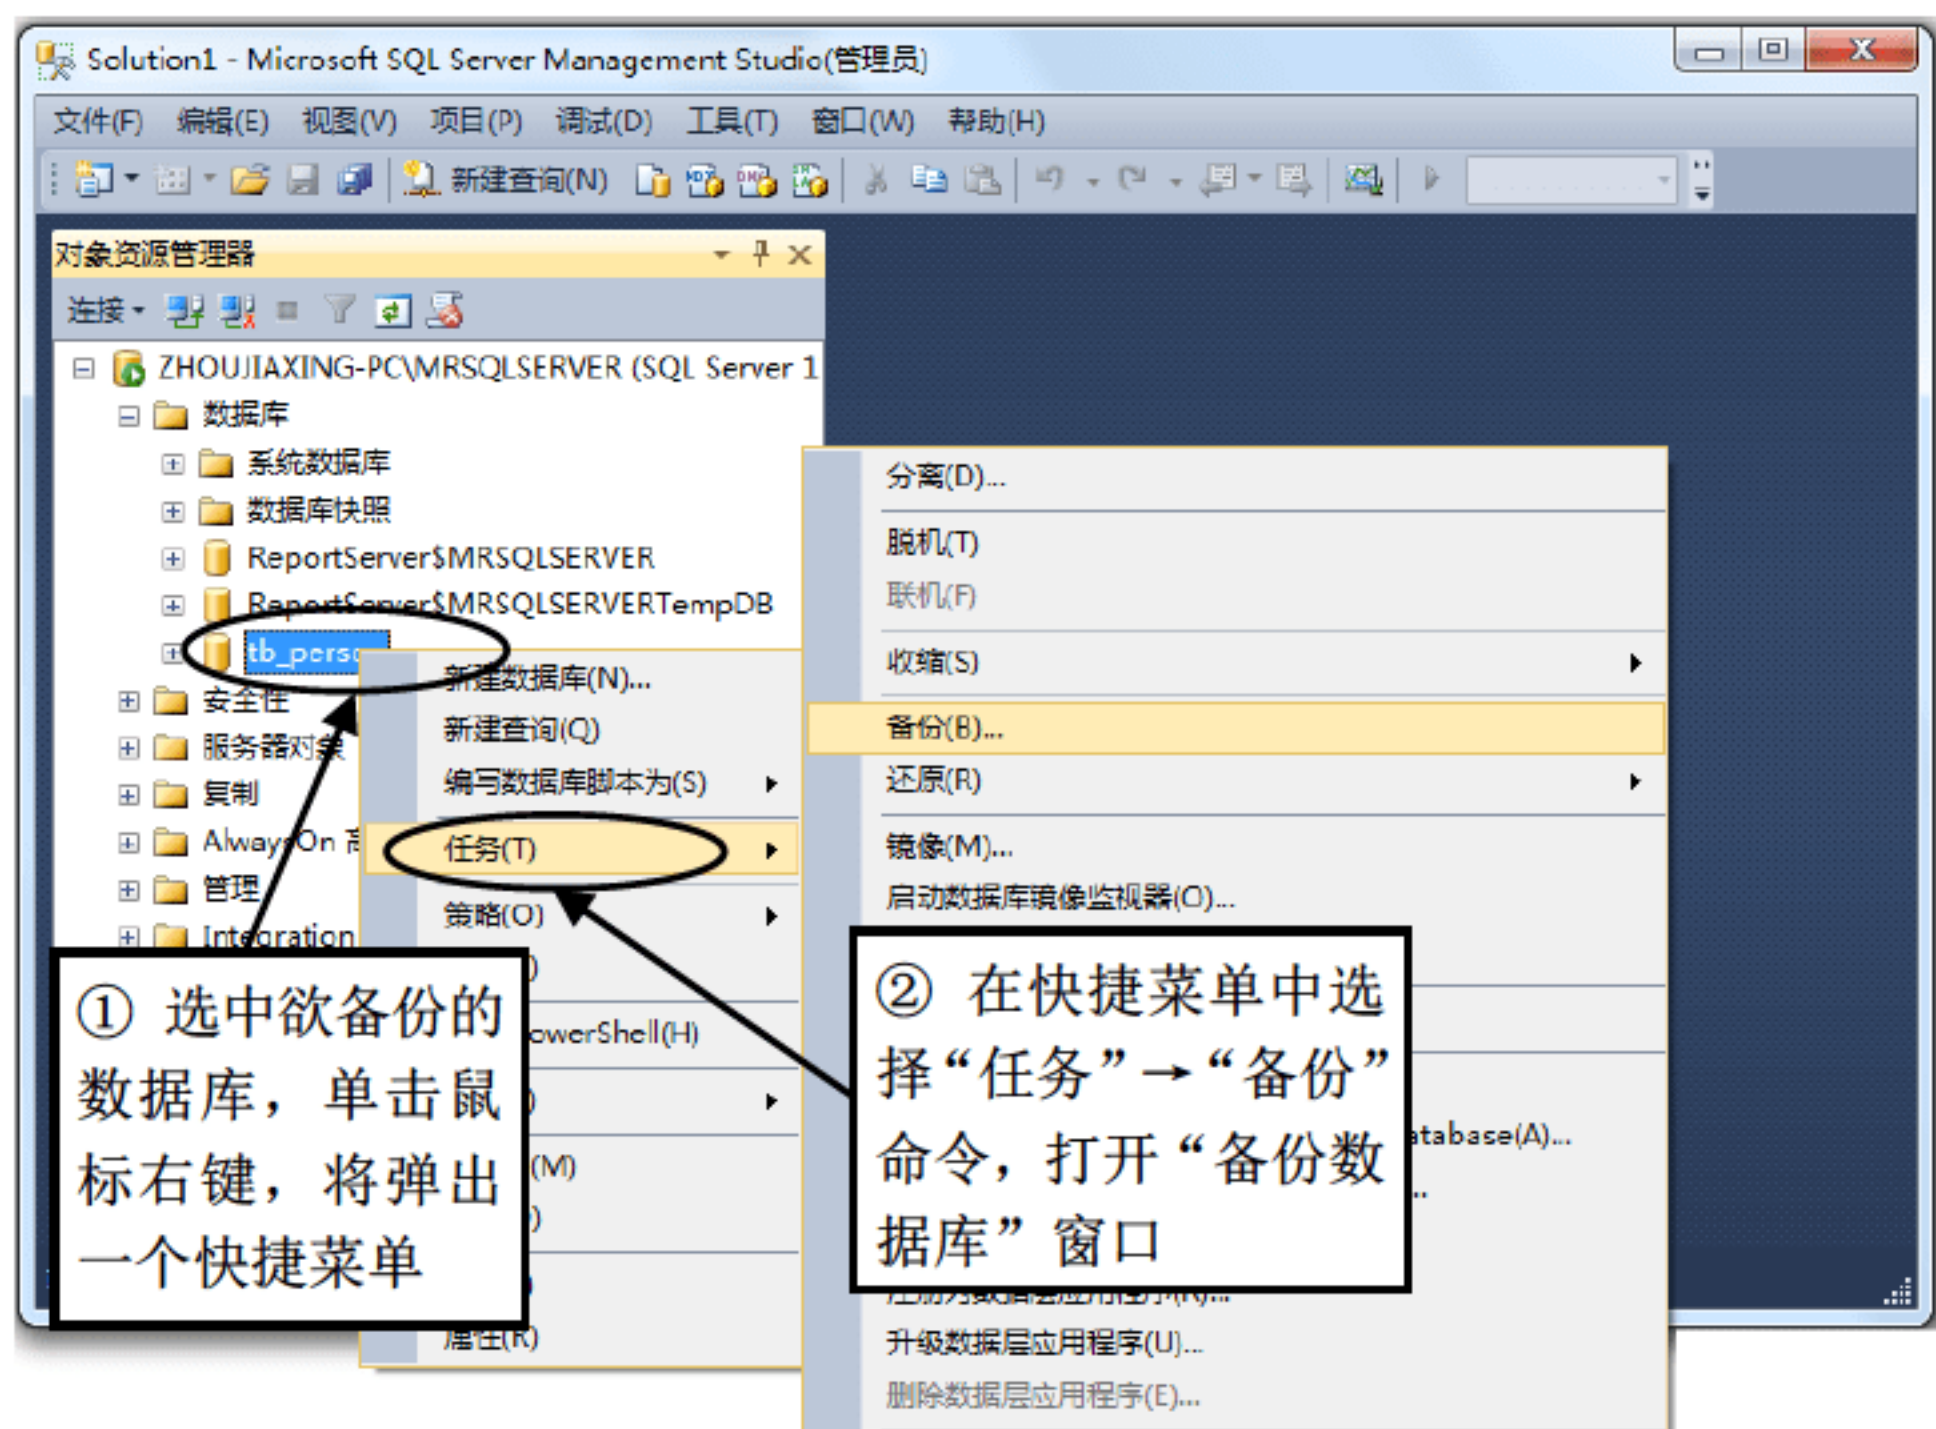 Solution1 - Microsoft SQL Server Management Studio(管理员)
文件(F) 编辑(E) 视图(V) 项目(P) 调试(D) 工具(T) 窗口(W) 帮助(H)
新建查询(N)
对象资源管理器
连接
ZHOUJIAXING-PC\MRSQLSERVER (SQL Server 1
数据库
系统数据库
数据库快照
ReportServer$MRSQLSERVER
ReportServer$MRSQLSERVERTempDB
tb_perso
安全性
服务器对象
复制
AlwaysOn
管理
Integration
新建数据库(N)...
新建查询(Q)
编写数据库脚本为(S)
任务(T)
策略(O)
owerShell(H)
(M)
属性(R)
分离(D)...
脱机(T)
联机(F)
收缩(S)
备份(B)...
还原(R)
镜像(M)...
启动数据库镜像监视器(O)...
atabase(A)...
注册为数据层应用程序(R)...
升级数据层应用程序(U)...
删除数据层应用程序(E)...
① 选中欲备份的
数据库，单击鼠
标右键，将弹出
一个快捷菜单
② 在快捷菜单中选
择“任务”→“备份”
命令，打开“备份数
据库”窗口